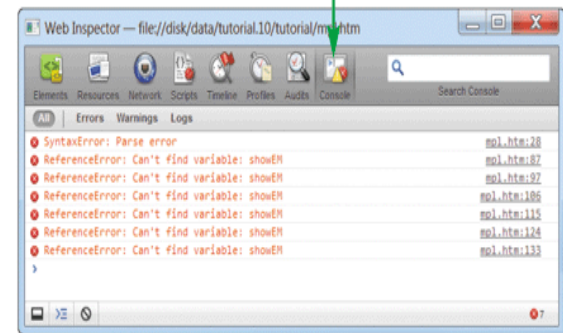 Web Inspector — file://disk/data/tutorial.10/tutorial/mpl.htm
Elements Resources Network Scripts Timeline Profiles Audits Console Search Console
All Errors Warnings Logs
SyntaxError: Parse error mpl.htm:28
ReferenceError: Can't find variable: showEM mpl.htm:87
ReferenceError: Can't find variable: showEM mpl.htm:97
ReferenceError: Can't find variable: showEM mpl.htm:106
ReferenceError: Can't find variable: showEM mpl.htm:115
ReferenceError: Can't find variable: showEM mpl.htm:124
ReferenceError: Can't find variable: showEM mpl.htm:133
7